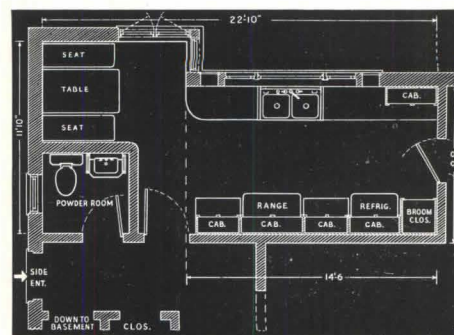 22'-10"
SEAT
TABLE
SEAT
11'-10"
CAB.
POWDER ROOM
RANGE
REFRIG.
BROOM
CLOS.
CAB.
CAB.
CAB.
CAB.
SIDE
ENT.
14'-6
DOWN TO
BASEMENT
CLOS.